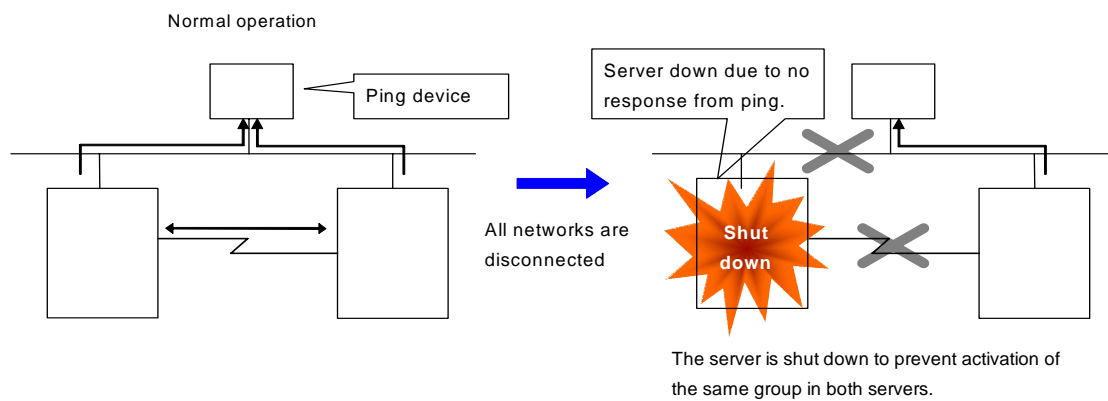 Normal operation
Ping device
All networks are
disconnected
Server down due to no
response from ping.
Shut
down
The server is shut down to prevent activation of
the same group in both servers.